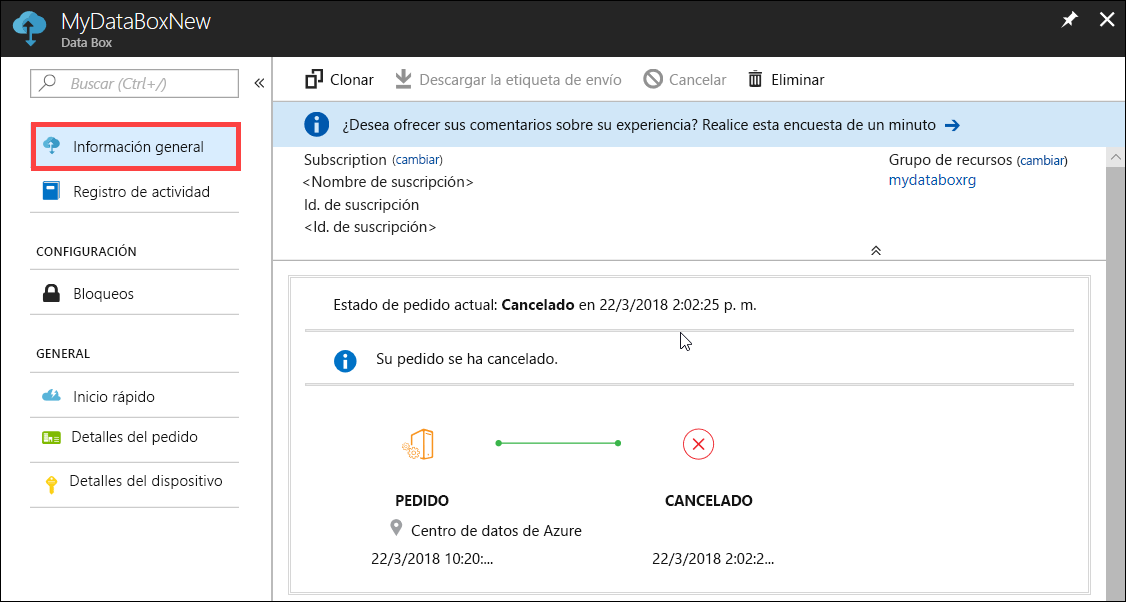 MyDataBoxNew
Data Box
Buscar (Ctrl+/)
Información general
Registro de actividad
CONFIGURACIÓN
Bloqueos
GENERAL
Inicio rápido
Detalles del pedido
Detalles del dispositivo
Clonar Descargar la etiqueta de envío Cancelar Eliminar
¿Desea ofrecer sus comentarios sobre su experiencia? Realice esta encuesta de un minuto
Subscription (cambiar)
<Nombre de suscripción>
Id. de suscripción
<Id. de suscripción>
Grupo de recursos (cambiar)
mydataboxrg
Estado de pedido actual: Cancelado en 22/3/2018 2:02:25 p. m.
Su pedido se ha cancelado.
PEDIDO CANCELADO
Centro de datos de Azure
22/3/2018 10:20:... 22/3/2018 2:02:2...